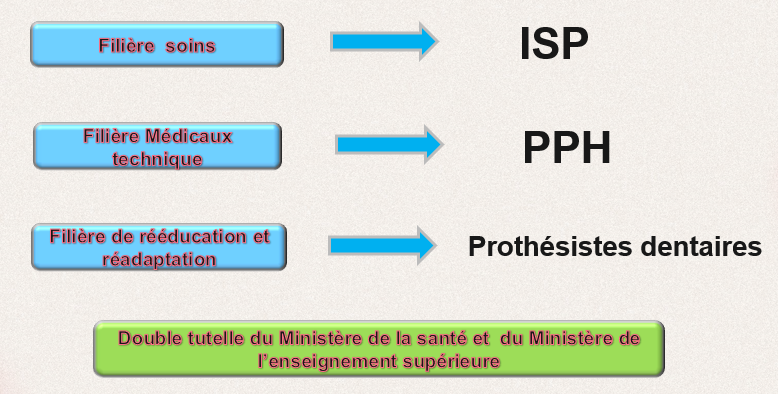 Filière soins
ISP
Filière Médicaux
technique
PPH
Filière de rééducation et
réadaptation
Prothésistes dentaires
Double tutelle du Ministère de la santé et du Ministère de
l'enseignement supérieure